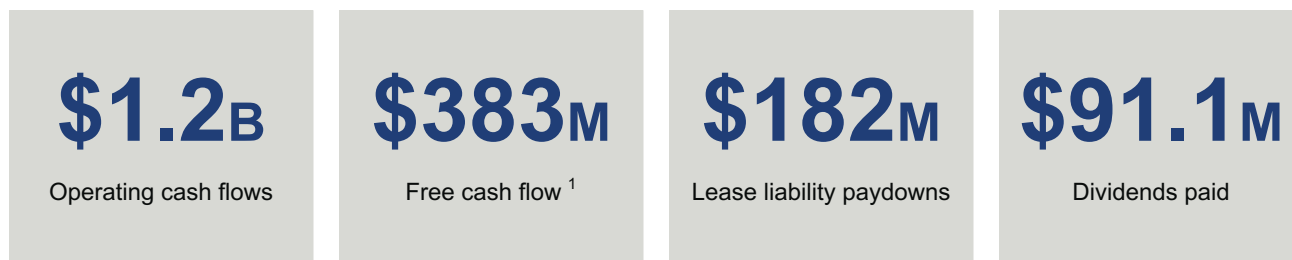 $1.2B
Operating cash flows
$383M
Free cash flow 1
$182M
Lease liability paydowns
$91.1M
Dividends paid